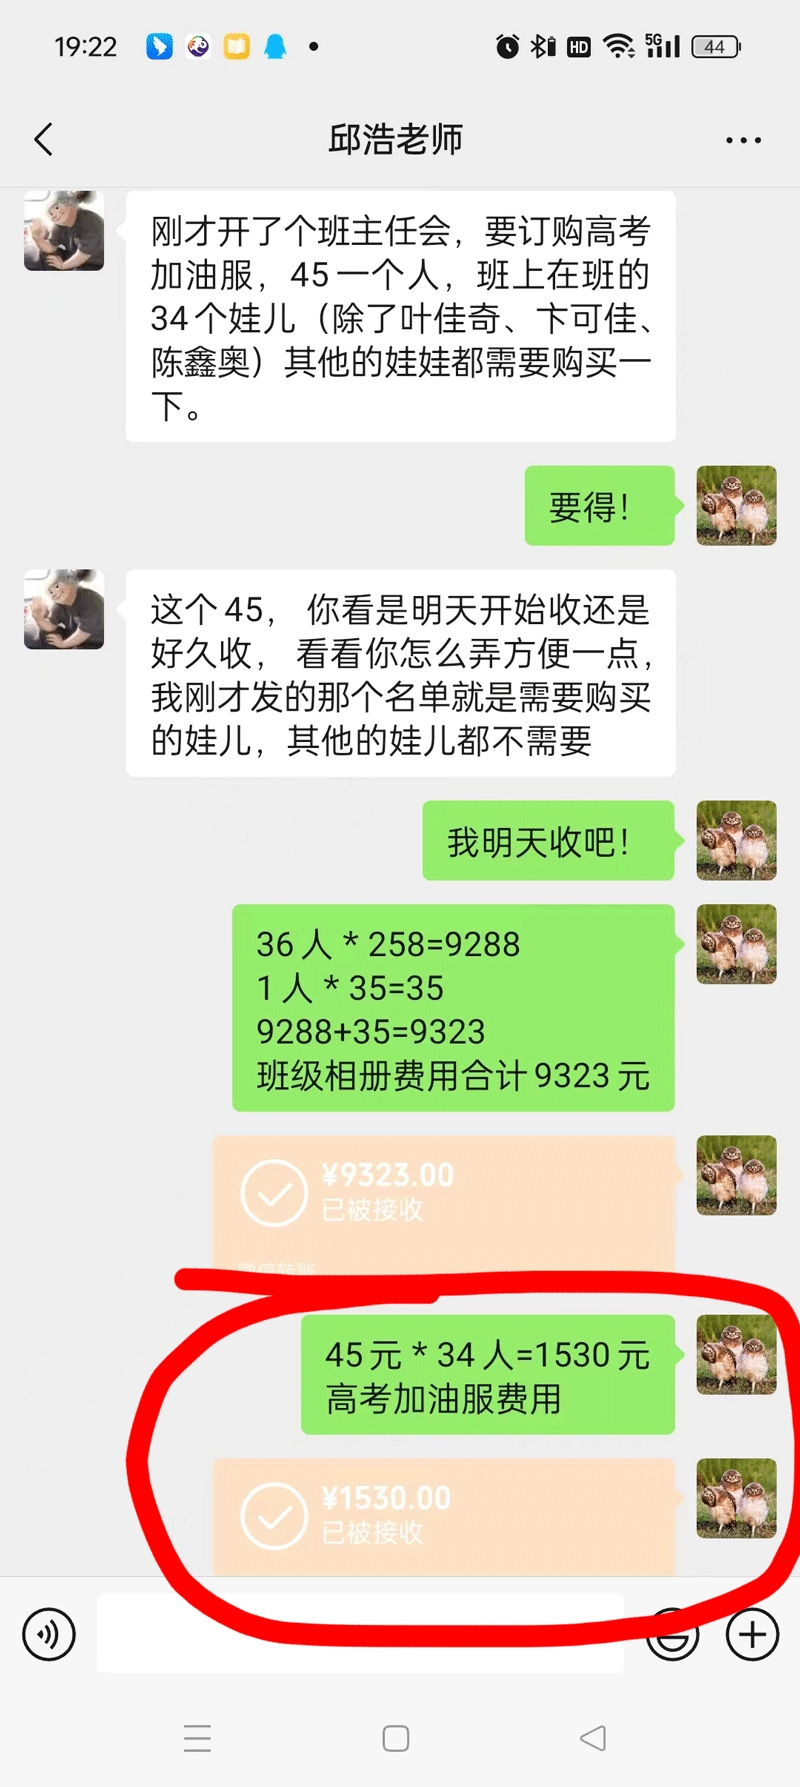 19:22
HD
5G
44
邱浩老师
刚才开了个班主任会，要订购高考
加油服，45一个人，班上在班的
34个娃儿（除了叶佳奇、卞可佳、
陈鑫奥）其他的娃娃都需要购买一
下。
要得！
这个45， 你看是明天开始收还是
好久收， 看看你怎么弄方便一点，
我刚才发的那个名单就是需要购买
的娃儿，其他的娃儿都不需要
我明天收吧！
36人 * 258=9288
1人 * 35=35
9288+35=9323
班级相册费用合计9323元
¥9323.00
已被接收
微信转账
45元 * 34人=1530元
高考加油服费用
¥1530.00
已被接收